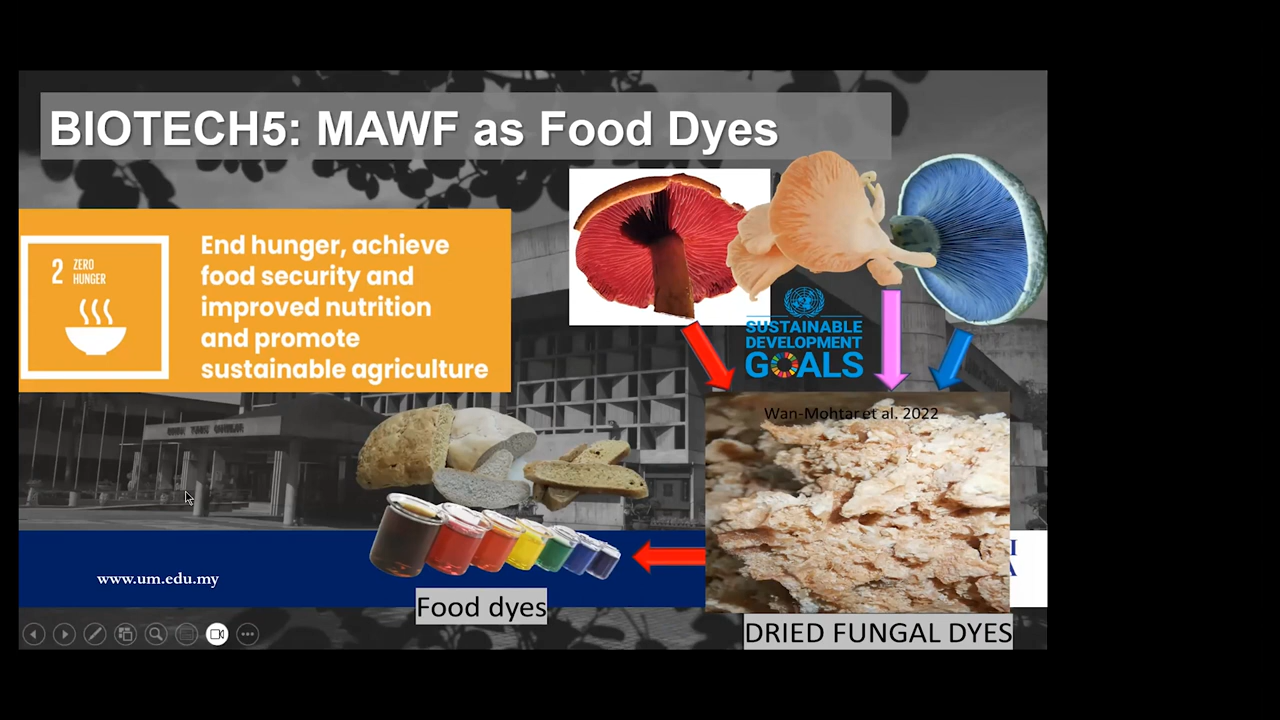 BIOTECH5: MAWF as Food Dyes
2 ZERO
HUNGER
End hunger, achieve
food security and
improved nutrition
and promote
sustainable agriculture
SUSTAINABLE
DEVELOPMENT
GOALS
Wan-Mohtar et al. 2022
www.um.edu.my
Food dyes
DRIED FUNGAL DYES